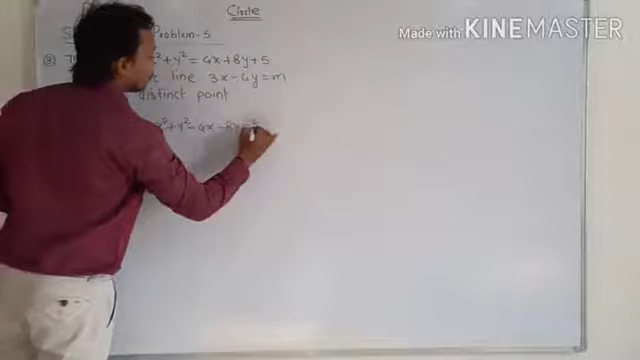 Circle
Problem-5
x² + y² = 4x + 8y + 5
line 3x - 4y = m
distinct point
x² + y² - 4x - 8y - 5
Made with KINEMASTER